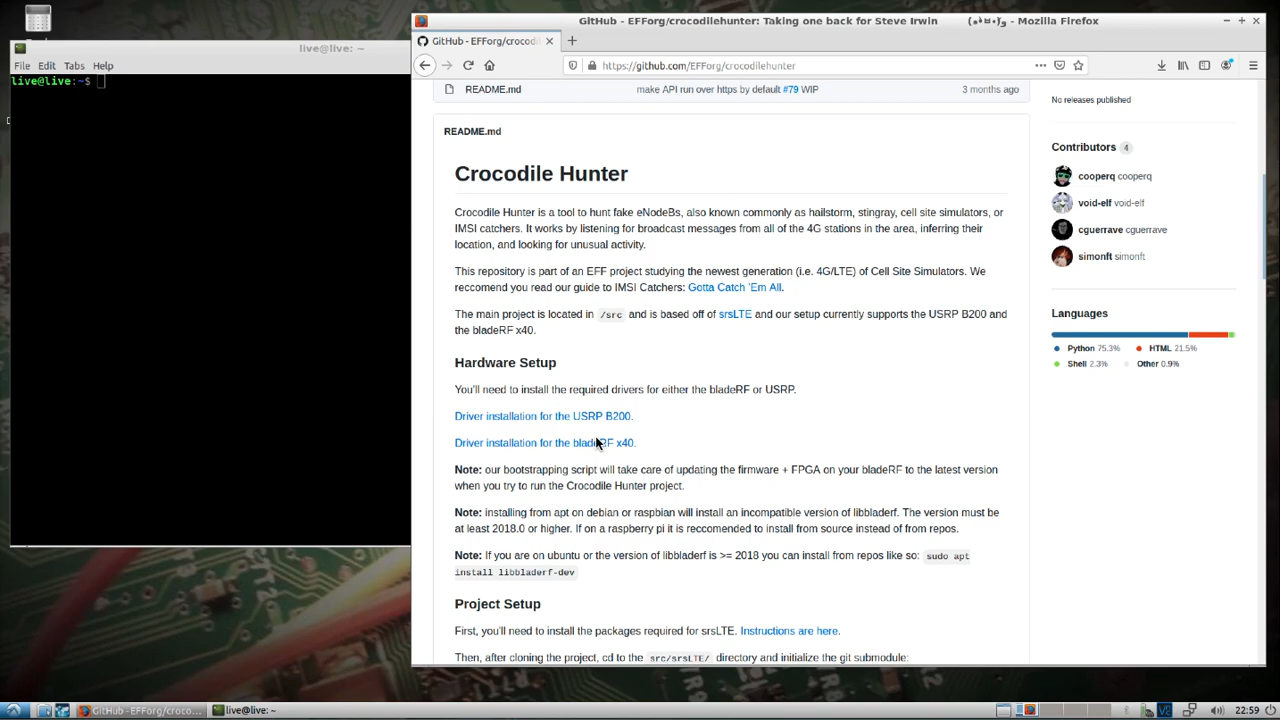 GitHub - EFForg/crocodilehunter: Taking one back for Steve Irwin
- Mozilla Firefox
live@live: ~
File Edit Tabs Help
live@live:~$
GitHub - EFForg/crocodil
https://github.com/EFForg/crocodilehunter
README.md
make API run over https by default #79 WIP
3 months ago
README.md
Crocodile Hunter
Crocodile Hunter is a tool to hunt fake eNodeBs, also known commonly as hailstorm, stingray, cell site simulators, or
IMSI catchers. It works by listening for broadcast messages from all of the 4G stations in the area, inferring their
location, and looking for unusual activity.
This repository is part of an EFF project studying the newest generation (i.e. 4G/LTE) of Cell Site Simulators. We
reccomend you read our guide to IMSI Catchers: Gotta Catch 'Em All.
The main project is located in /src and is based off of srsLTE and our setup currently supports the USRP B200 and
the bladeRF x40.
Hardware Setup
You'll need to install the required drivers for either the bladeRF or USRP.
Driver installation for the USRP B200.
Driver installation for the bladeRF x40.
Note: our bootstrapping script will take care of updating the firmware + FPGA on your bladeRF to the latest version
when you try to run the Crocodile Hunter project.
Note: installing from apt on debian or raspbian will install an incompatible version of libbladerf. The version must be
at least 2018.0 or higher. If on a raspberry pi it is reccomended to install from source instead of from repos.
Note: If you are on ubuntu or the version of libbladerf is >= 2018 you can install from repos like so: sudo apt
install libbladerf-dev
Project Setup
First, you'll need to install the packages required for srsLTE. Instructions are here.
Then, after cloning the project, cd to the src/srsLTE/ directory and initialize the git submodule:
No releases published
Contributors 4
cooperq cooperq
void-elf void-elf
cguerrave cguerrave
simonft simonft
Languages
Python 75.3% HTML 21.5%
Shell 2.3% Other 0.9%
GitHub - EFForg/croco...
live@live: ~
22:59